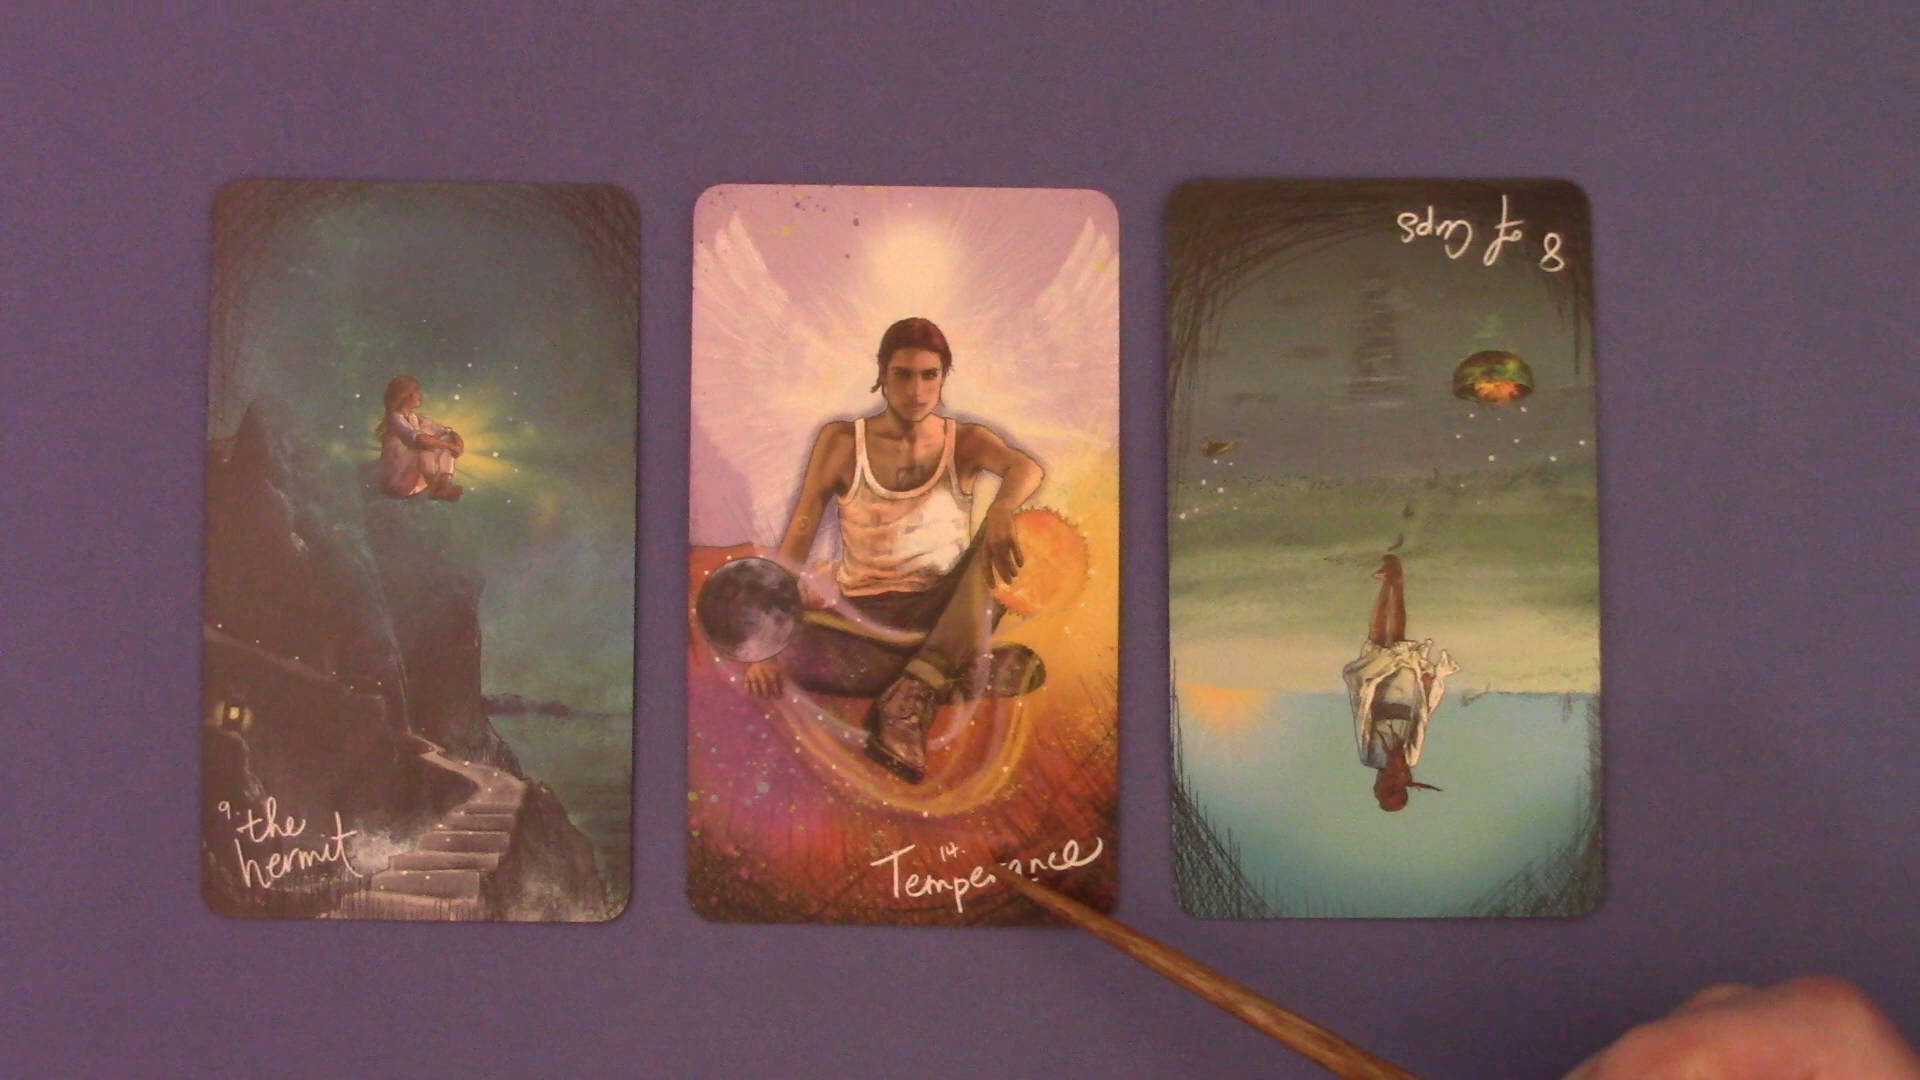 9. the
hermit
14.
Temperance
8 of Cups